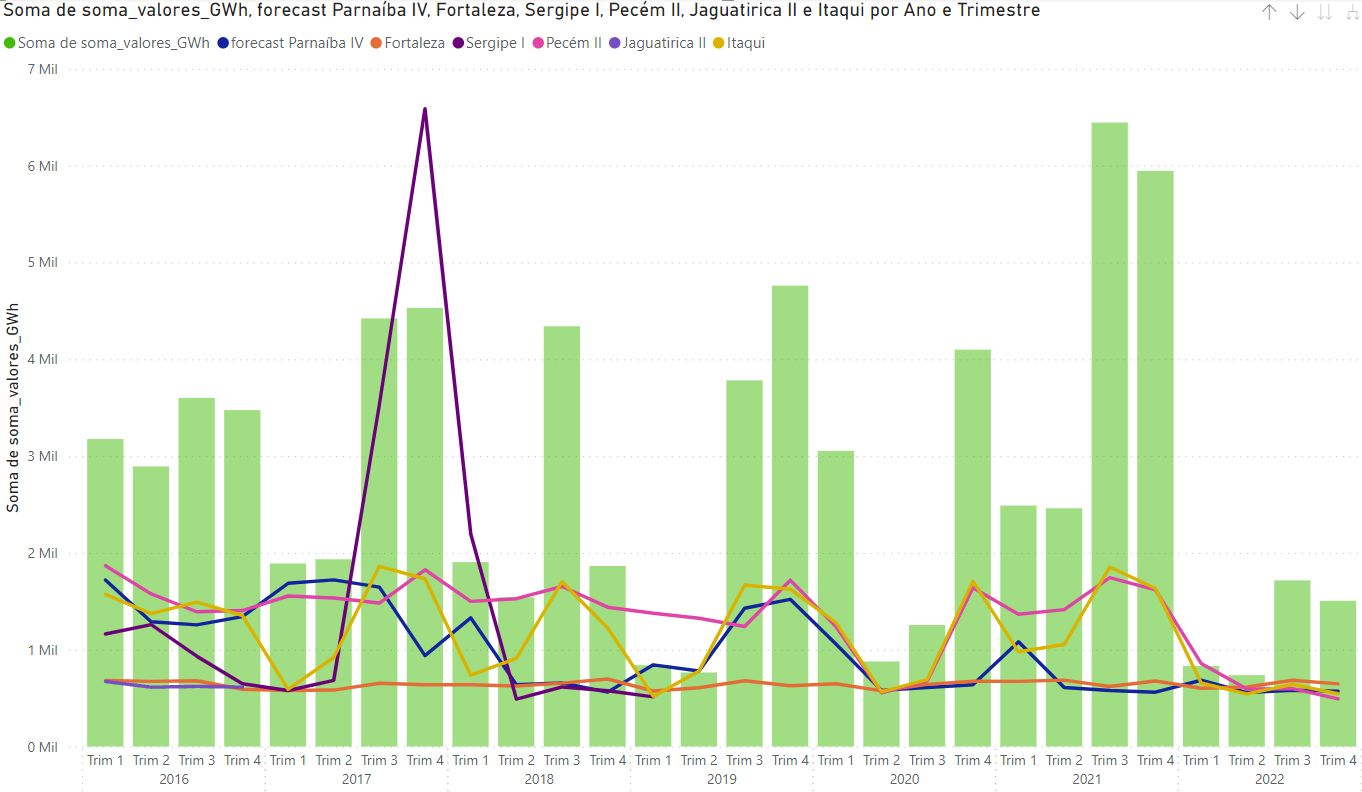 Soma de soma_valores_GWh, forecast Parnaíba IV, Fortaleza, Sergipe I, Pecém II, Jaguatirica II e Itaqui por Ano e Trimestre
Soma de soma_valores_GWh forecast Parnaíba IV Fortaleza Sergipe I Pecém II Jaguatirica II Itaqui
7 Mil
6 Mil
5 Mil
4 Mil
3 Mil
2 Mil
1 Mil
0 Mil
Soma de soma_valores_GWh
Trim 1 Trim 2 Trim 3 Trim 4 Trim 1 Trim 2 Trim 3 Trim 4 Trim 1 Trim 2 Trim 3 Trim 4 Trim 1 Trim 2 Trim 3 Trim 4 Trim 1 Trim 2 Trim 3 Trim 4 Trim 1 Trim 2 Trim 3 Trim 4 Trim 1 Trim 2 Trim 3 Trim 4
2016 2017 2018 2019 2020 2021 2022